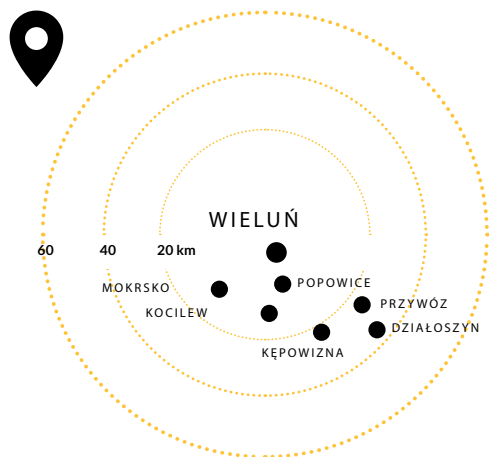 WIELUŃ
60
40
20 km
POPOWICE
MOKRSKO
PRZYWÓZ
KOCILEW
DZIAŁOSZYN
KĘPOWIZNA